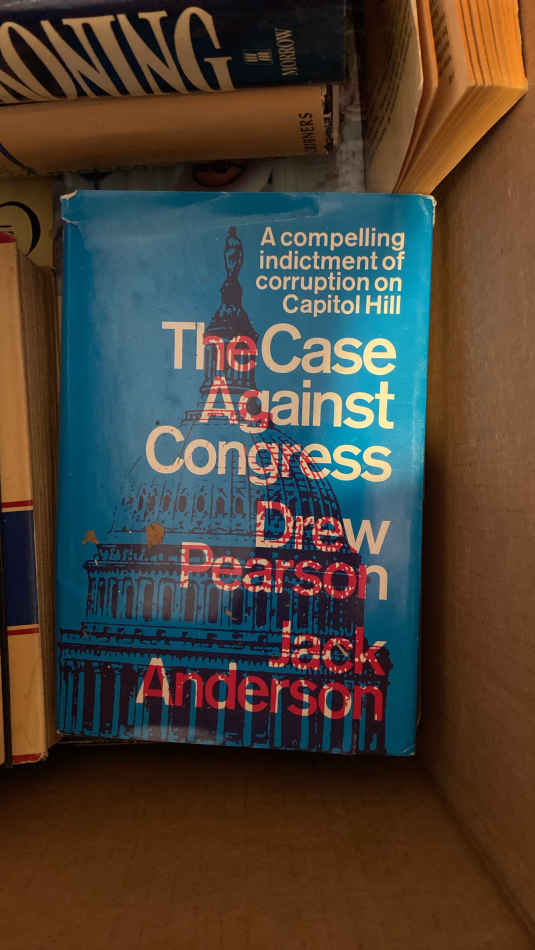 ONING
MORROW
A compelling
indictment of
corruption on
Capitol Hill
The Case
Against
Congress
Drew
Pearson
Jack
Anderson